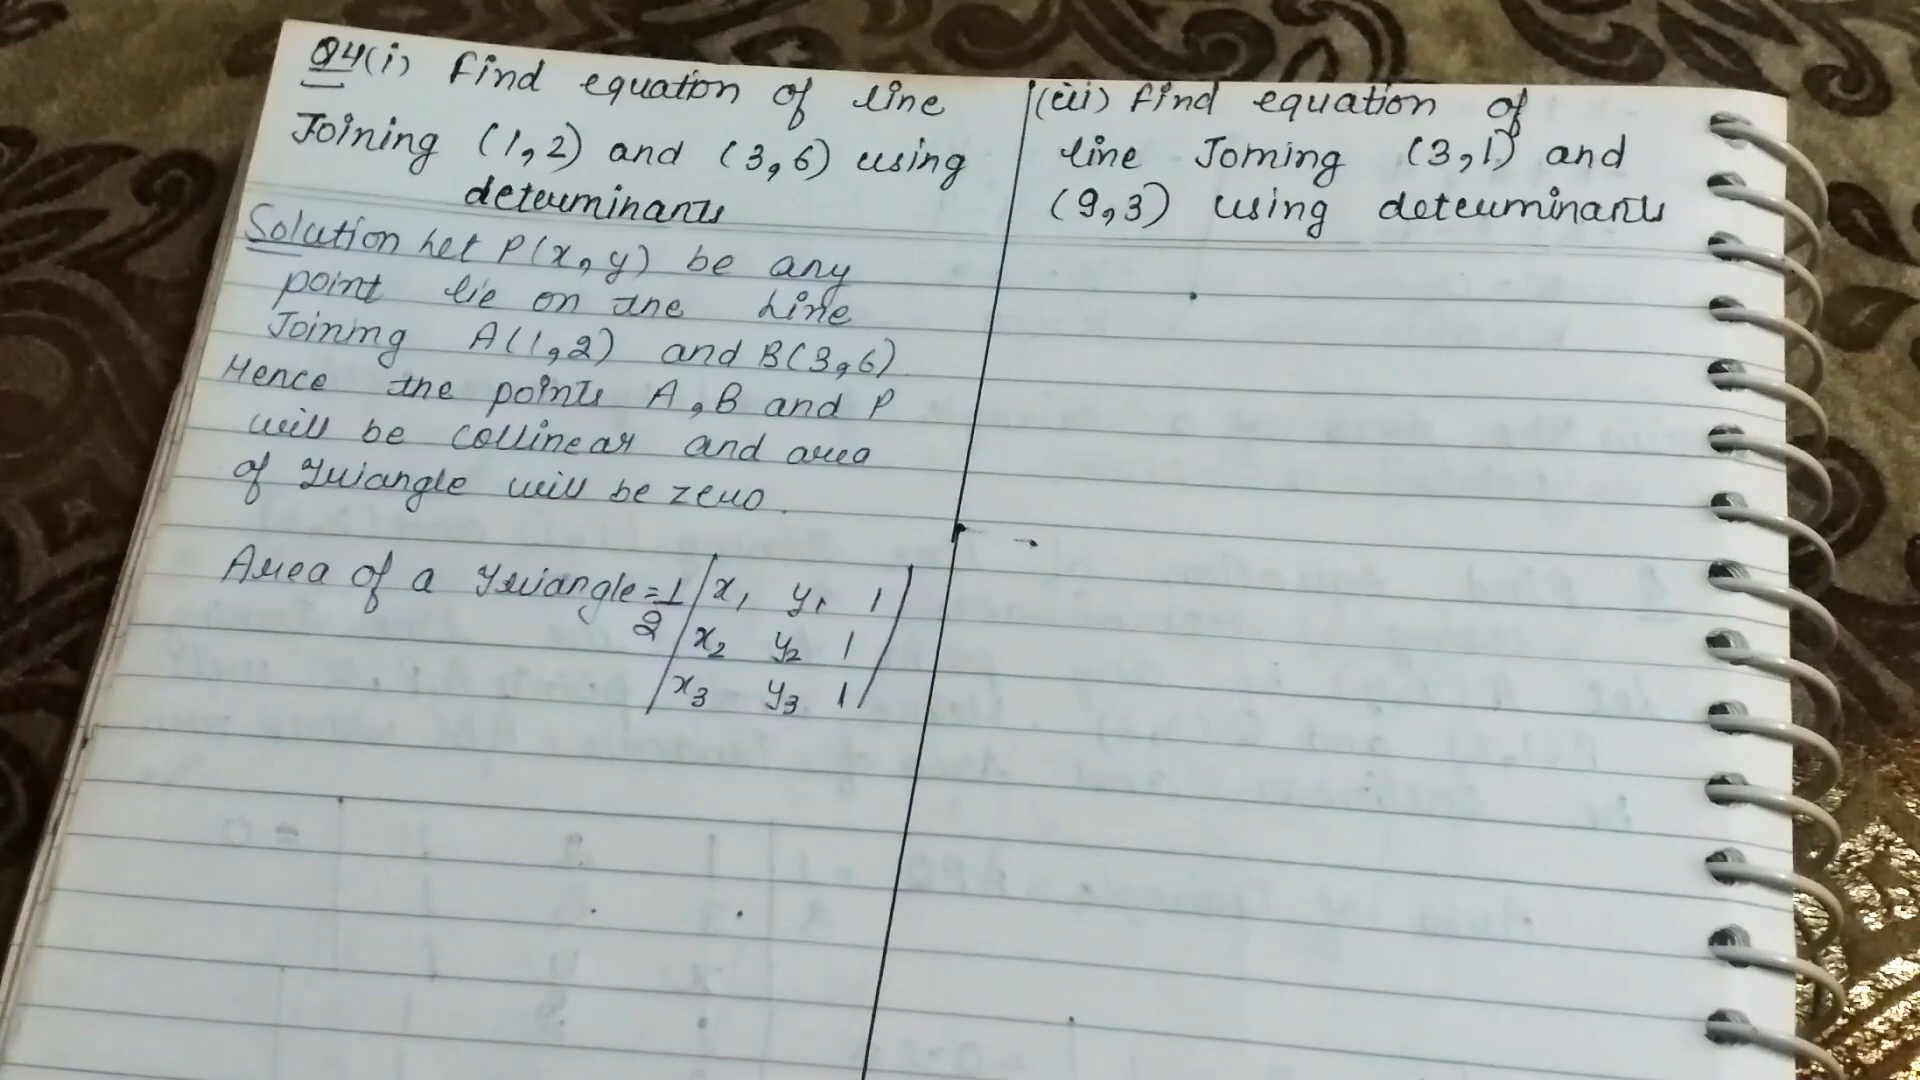 Q4(i) Find equation of line
Joining (1,2) and (3,6) using
determinants
Solution Let P(x,y) be any
point lie on the Line
Joining A(1,2) and B(3,6)
Hence the points A,B and P
will be collinear and area
of Triangle will be zero.
Area of a Triangle = 1/2 | x₁ y₁ 1 |
| x₂ y₂ 1 |
| x₃ y₃ 1 |
(ii) Find equation of
line Joining (3,1) and
(9,3) using determinants